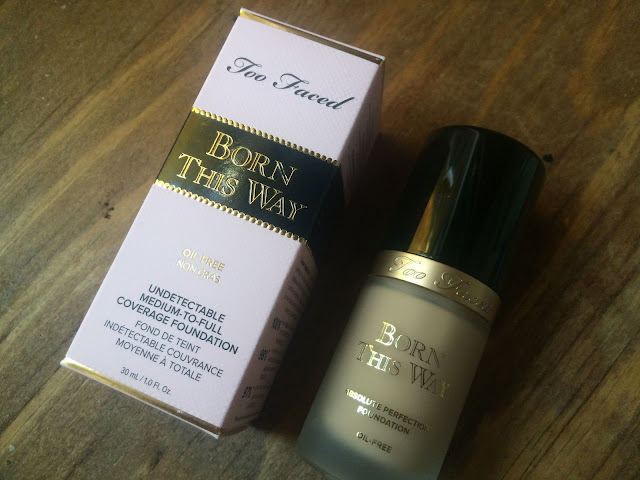 Too Faced
BORN
THIS WAY
OIL-FREE
NON GRAS
UNDETECTABLE
MEDIUM-TO-FULL
COVERAGE FOUNDATION
FOND DE TEINT
INDÉTECTABLE COUVRANCE
MOYENNE À TOTALE
30 mL / 1.0 Fl. Oz.
Too Faced
BORN
THIS WAY
ABSOLUTE PERFECTION
FOUNDATION
OIL-FREE